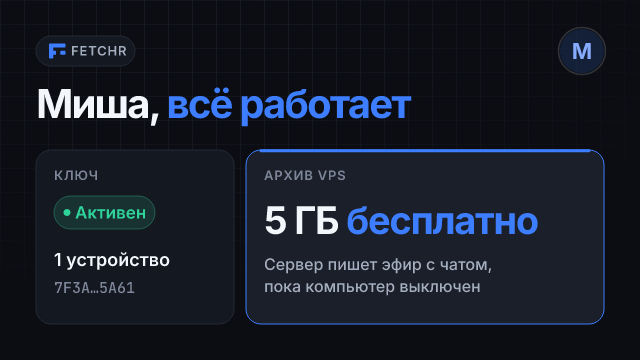 FETCHR
M
Миша, всё работает
КЛЮЧ
Активен
1 устройство
7F3A…5A61
АРХИВ VPS
5 ГБ бесплатно
Сервер пишет эфир с чатом,
пока компьютер выключен